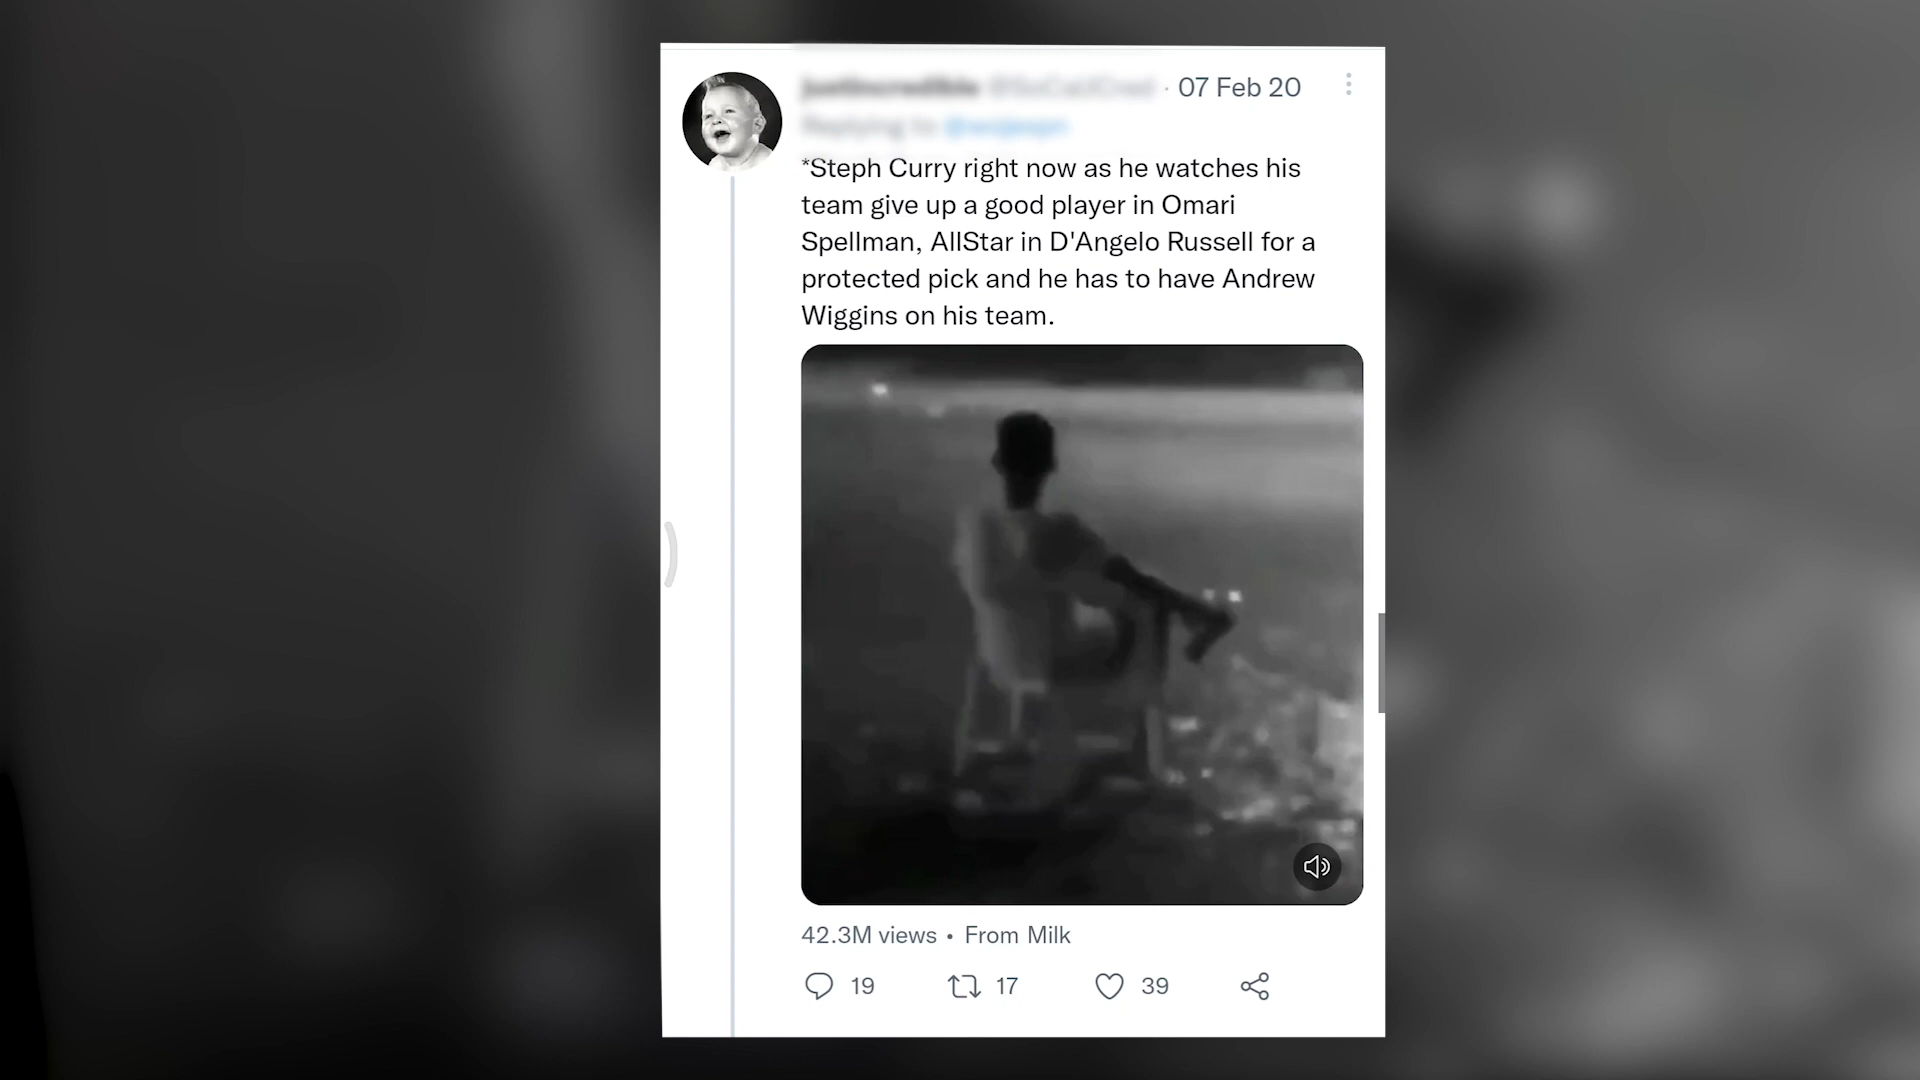 07 Feb 20
*Steph Curry right now as he watches his
team give up a good player in Omari
Spellman, AllStar in D'Angelo Russell for a
protected pick and he has to have Andrew
Wiggins on his team.
42.3M views • From Milk
19 17 39